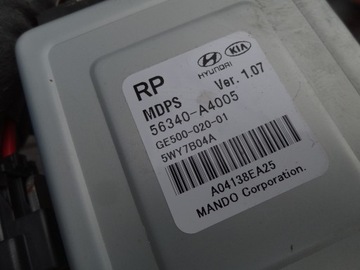 RP
HYUNDAI
KIA
MDPS
Ver. 1.07
56340-A4005
GE500-020-01
5WY7B04A
A04138EA25
MANDO Corporation.